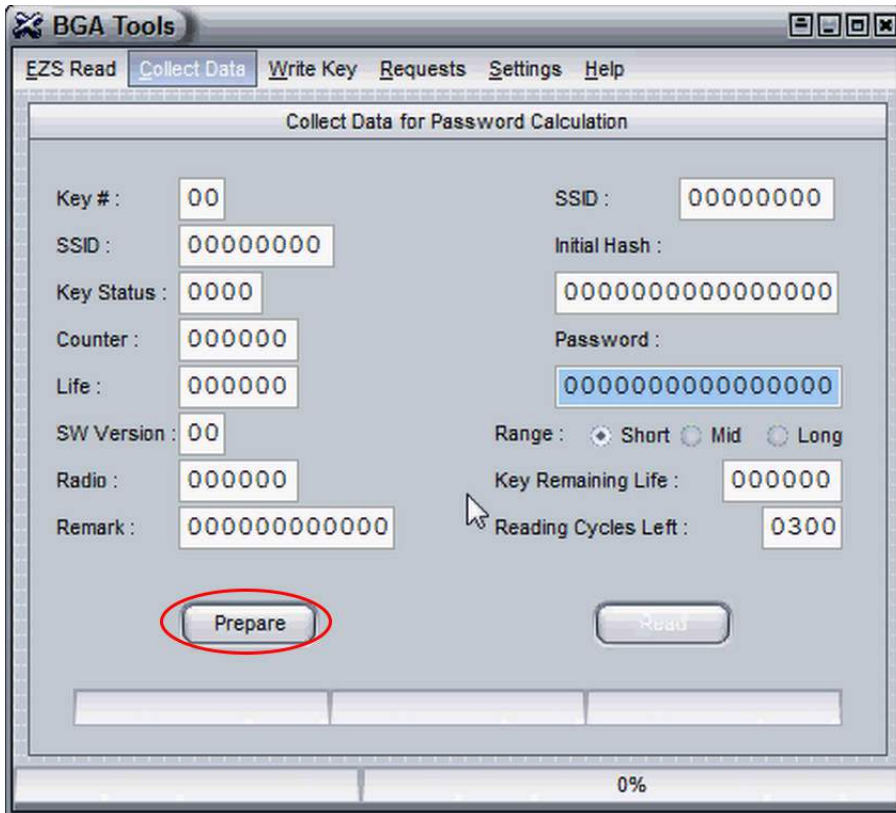 BGA Tools
EZS Read Collect Data Write Key Requests Settings Help
Collect Data for Password Calculation
Key # : 00 SSID : 00000000
SSID : 00000000 Initial Hash :
Key Status : 0000 0000000000000000
Counter : 000000 Password :
Life : 000000 0000000000000000
SW Version : 00 Range : Short Mid Long
Radio : 000000 Key Remaining Life : 000000
Remark : 000000000000 Reading Cycles Left : 0300
Prepare Read
0%